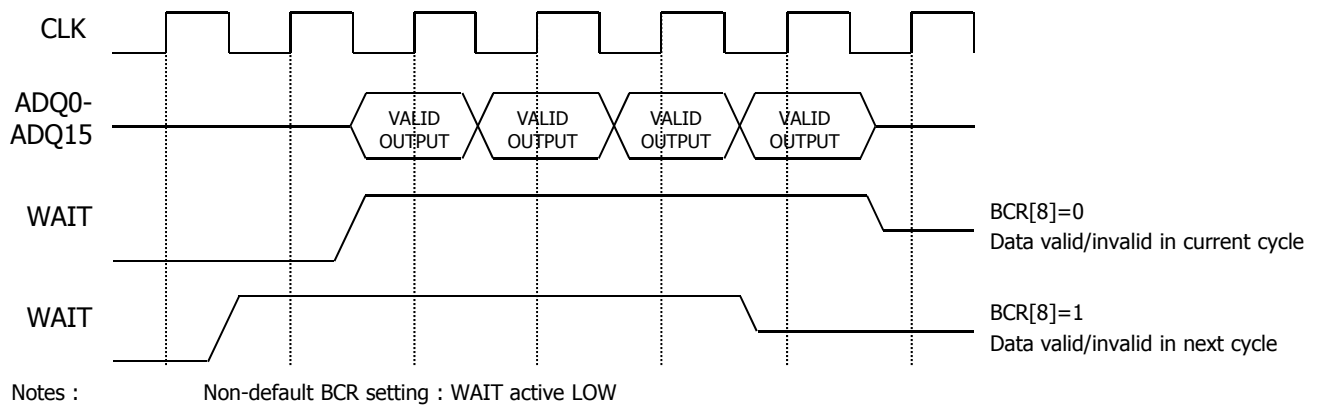 CLK
ADQ0-
ADQ15
VALID
OUTPUT
VALID
OUTPUT
VALID
OUTPUT
VALID
OUTPUT
WAIT
BCR[8]=0
Data valid/invalid in current cycle
WAIT
BCR[8]=1
Data valid/invalid in next cycle
Notes : Non-default BCR setting : WAIT active LOW